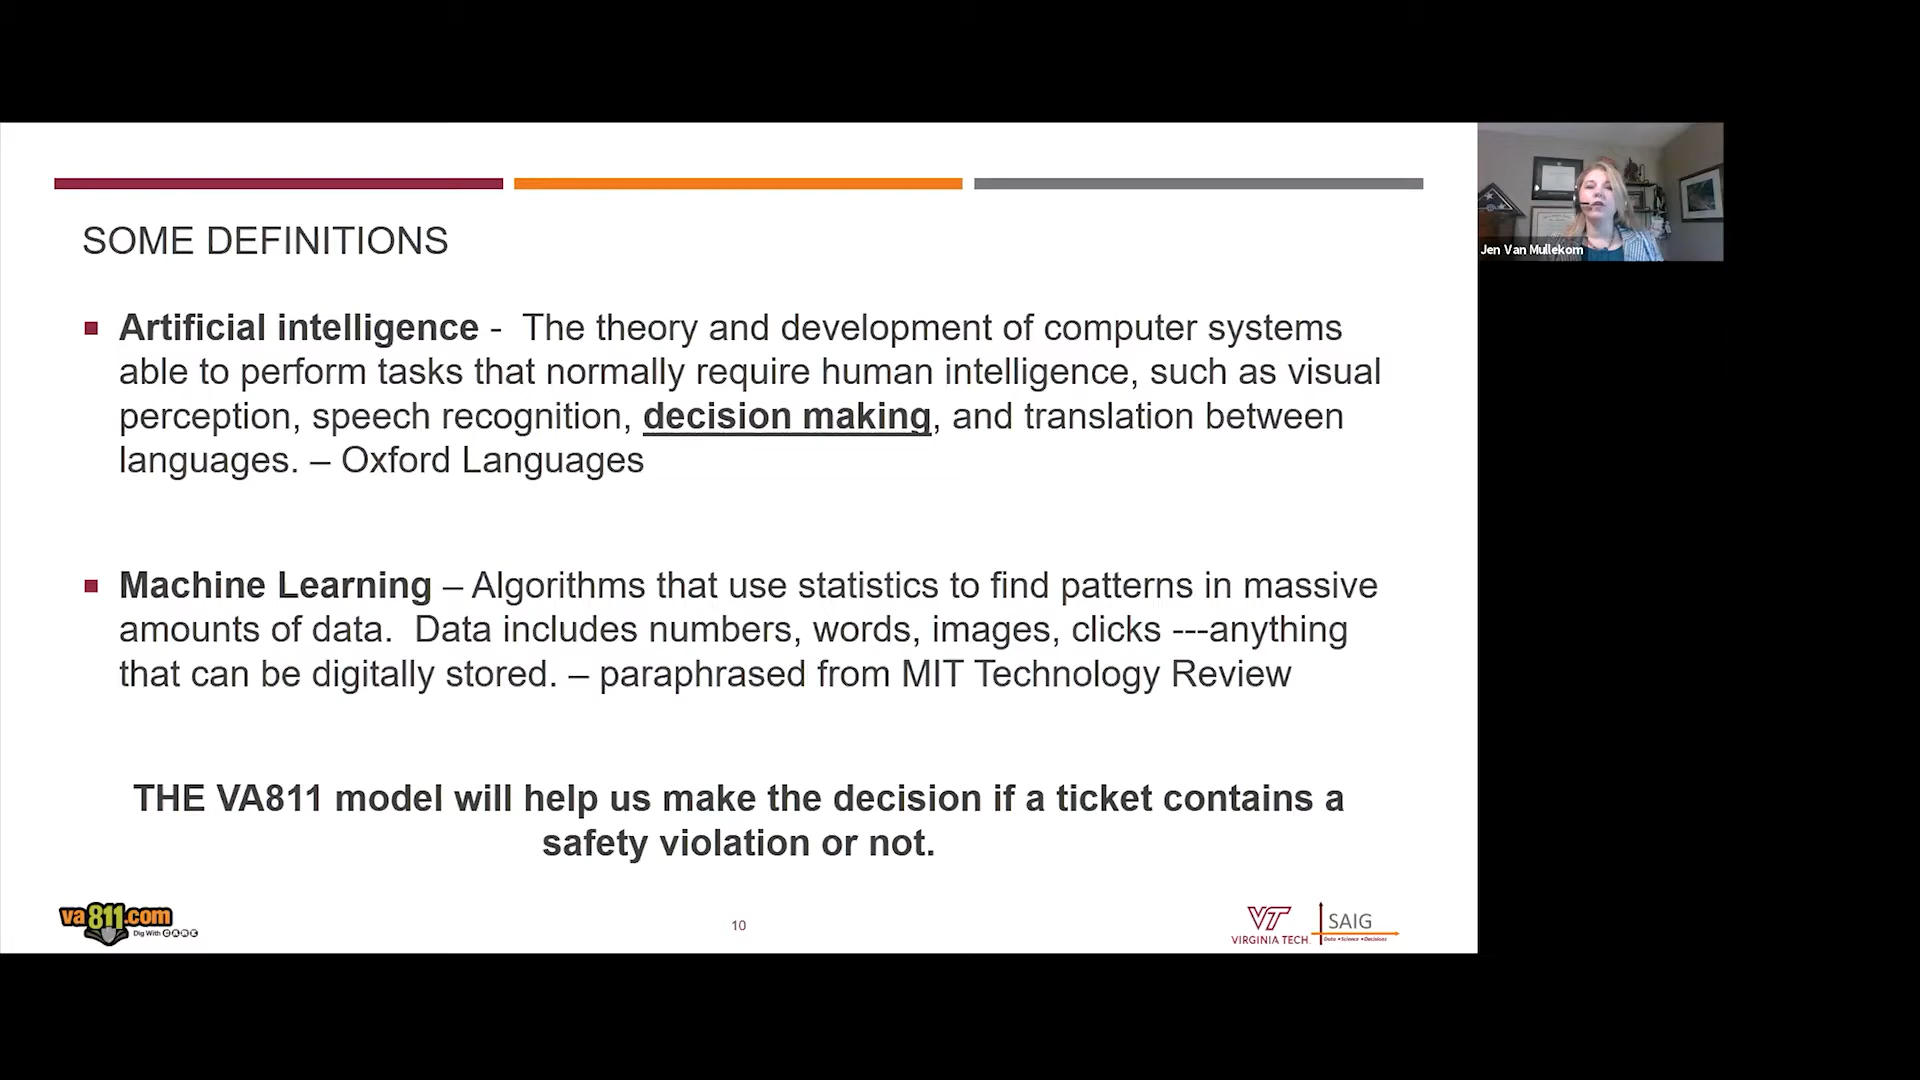 Jen Van Mullekom
SOME DEFINITIONS
Artificial intelligence - The theory and development of computer systems
able to perform tasks that normally require human intelligence, such as visual
perception, speech recognition, decision making, and translation between
languages. – Oxford Languages
Machine Learning – Algorithms that use statistics to find patterns in massive
amounts of data. Data includes numbers, words, images, clicks ---anything
that can be digitally stored. – paraphrased from MIT Technology Review
THE VA811 model will help us make the decision if a ticket contains a
safety violation or not.
va811.com
Dig With CARE
10
VT
VIRGINIA TECH.
SAIG
Data • Science • Decisions